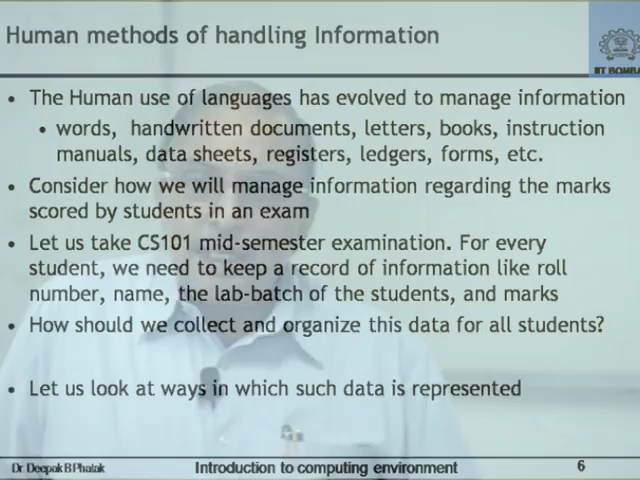 Human methods of handling Information
IIT BOMBA
• The Human use of languages has evolved to manage information
• words, handwritten documents, letters, books, instruction
manuals, data sheets, registers, ledgers, forms, etc.
• Consider how we will manage information regarding the marks
scored by students in an exam
• Let us take CS101 mid-semester examination. For every
student, we need to keep a record of information like roll
number, name, the lab-batch of the students, and marks
• How should we collect and organize this data for all students?
• Let us look at ways in which such data is represented
Dr. Deepak B Phatak
Introduction to computing environment
6